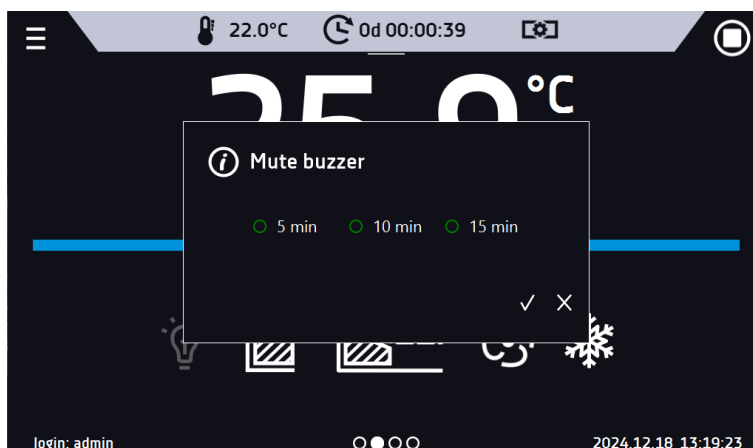 22.0°C 0d 00:00:39
°C
Mute buzzer
5 min 10 min 15 min
login: admin 2024.12.18 13:19:23